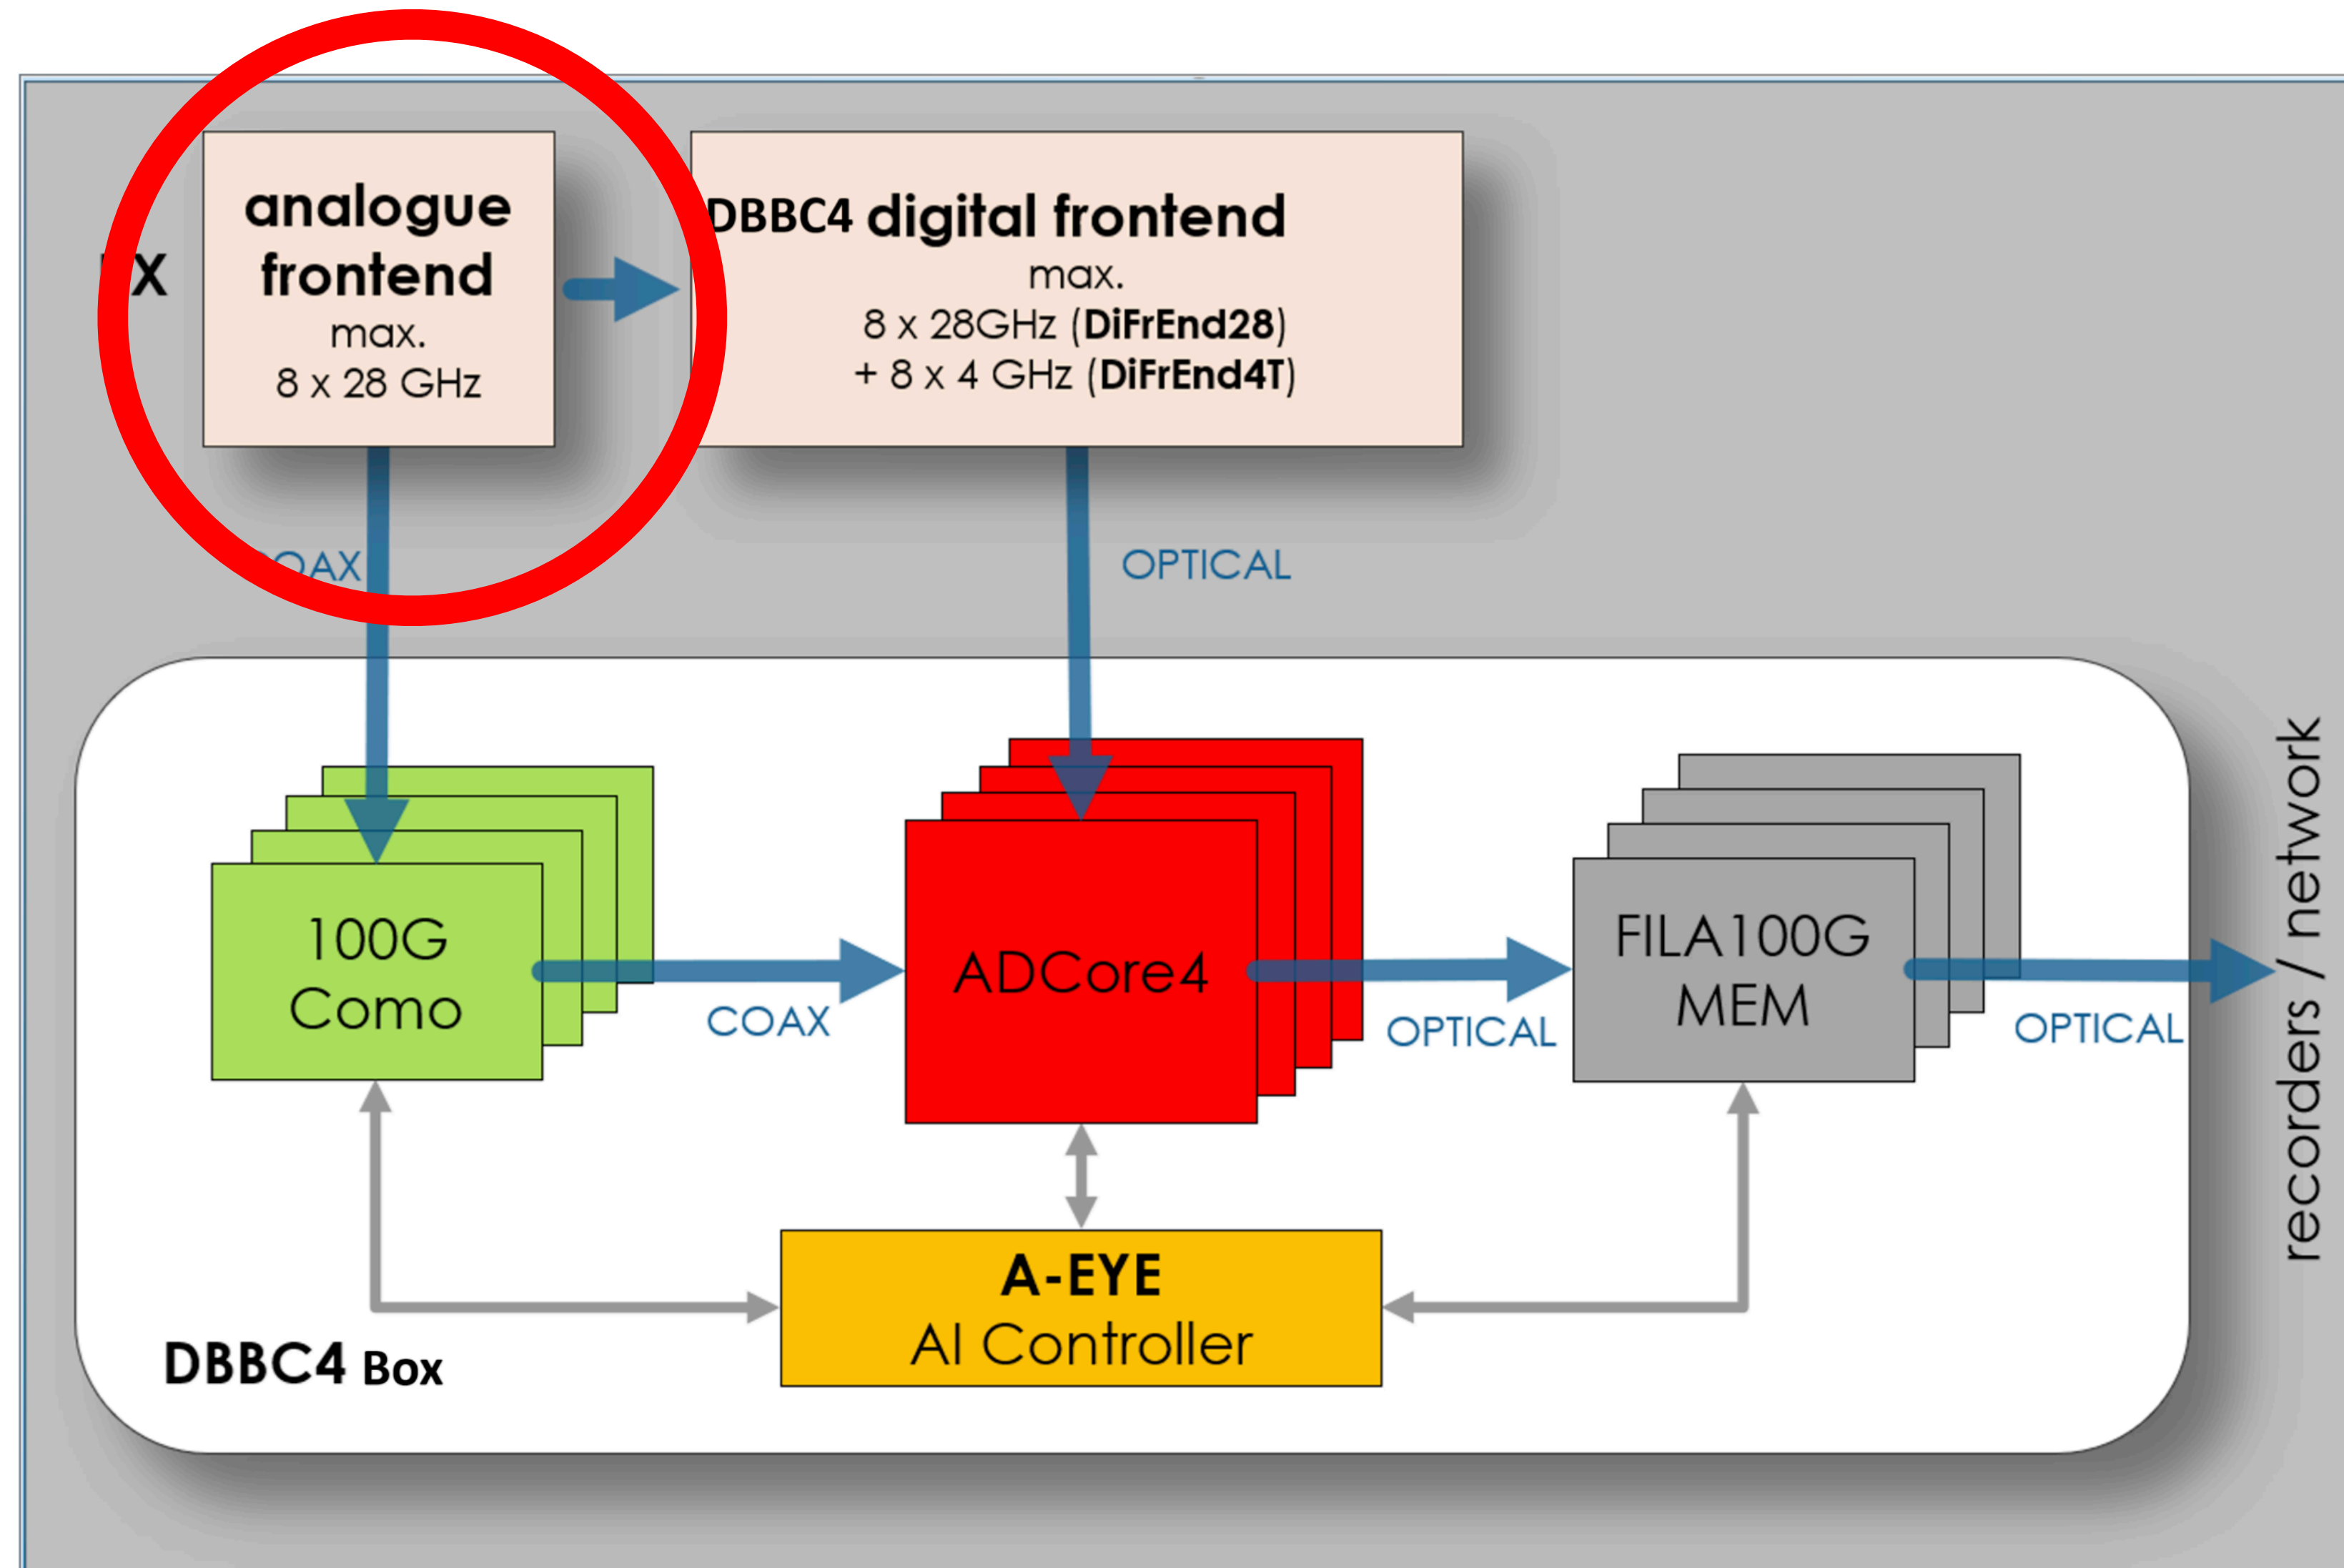 analogue
frontend
max.
8 x 28 GHz
DBBC4 digital frontend
max.
8 x 28GHz (DiFrEnd28)
+ 8 x 4 GHz (DiFrEnd4T)
OPTICAL
100G
Como
COAX
ADCore4
OPTICAL
FILA100G
MEM
OPTICAL
recorders / network
A-EYE
AI Controller
DBBC4 Box